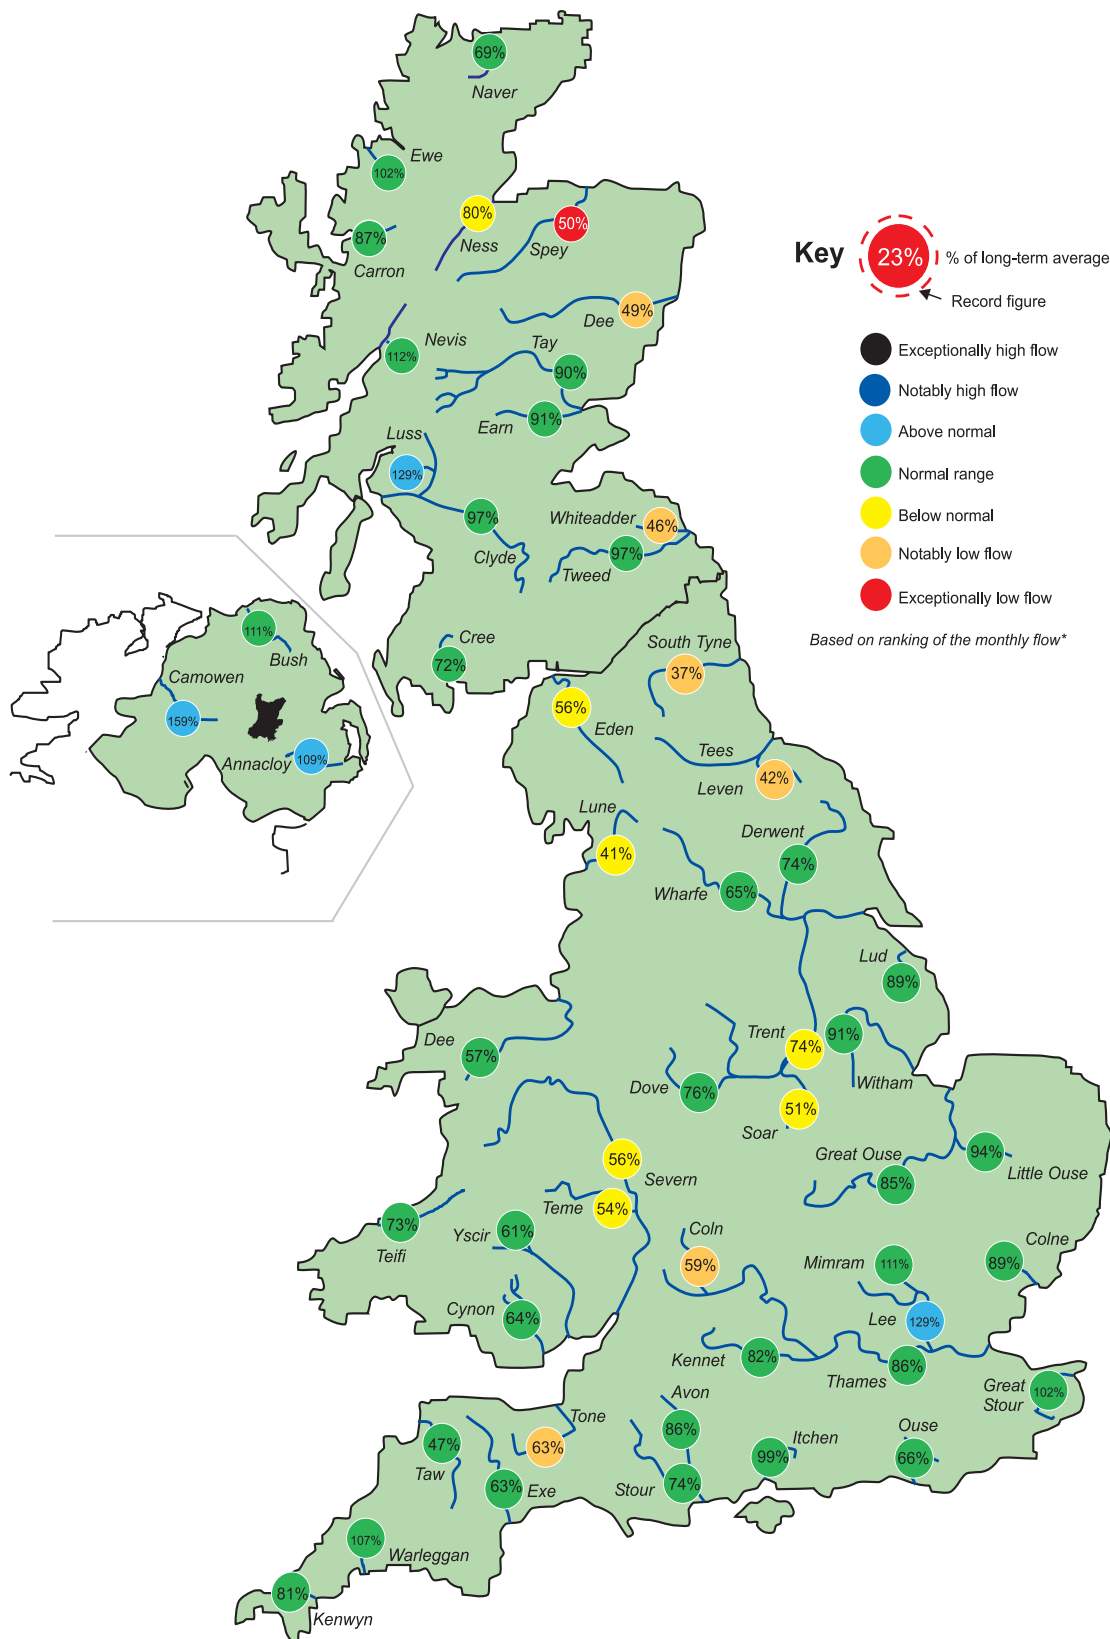 69%
Naver
Ewe
102%
80%
Ness
50%
Spey
87%
Carron
Key
23%
% of long-term average
Record figure
Exceptionally high flow
Notably high flow
Above normal
Normal range
Below normal
Notably low flow
Exceptionally low flow
Based on ranking of the monthly flow*
Dee
49%
Nevis
112%
Tay
90%
Earn
91%
Luss
129%
97%
Clyde
Whiteadder
46%
97%
Tweed
111%
Bush
Camowen
159%
Annacloy
109%
Cree
72%
South Tyne
37%
56%
Eden
Tees
Leven
42%
Lune
41%
Derwent
74%
Wharfe
65%
Lud
89%
Dee
57%
Trent
74%
91%
Witham
Dove
76%
51%
Soar
Great Ouse
85%
94%
Little Ouse
56%
Severn
Teme
54%
73%
Teifi
Yscir
61%
Coln
59%
Mimram
111%
Colne
89%
Cynon
64%
Lee
129%
Kennet
82%
86%
Thames
Great
Stour
102%
Avon
86%
Tone
63%
47%
Taw
63%
Exe
Stour
74%
Itchen
99%
Ouse
66%
107%
Warleggan
81%
Kenwyn